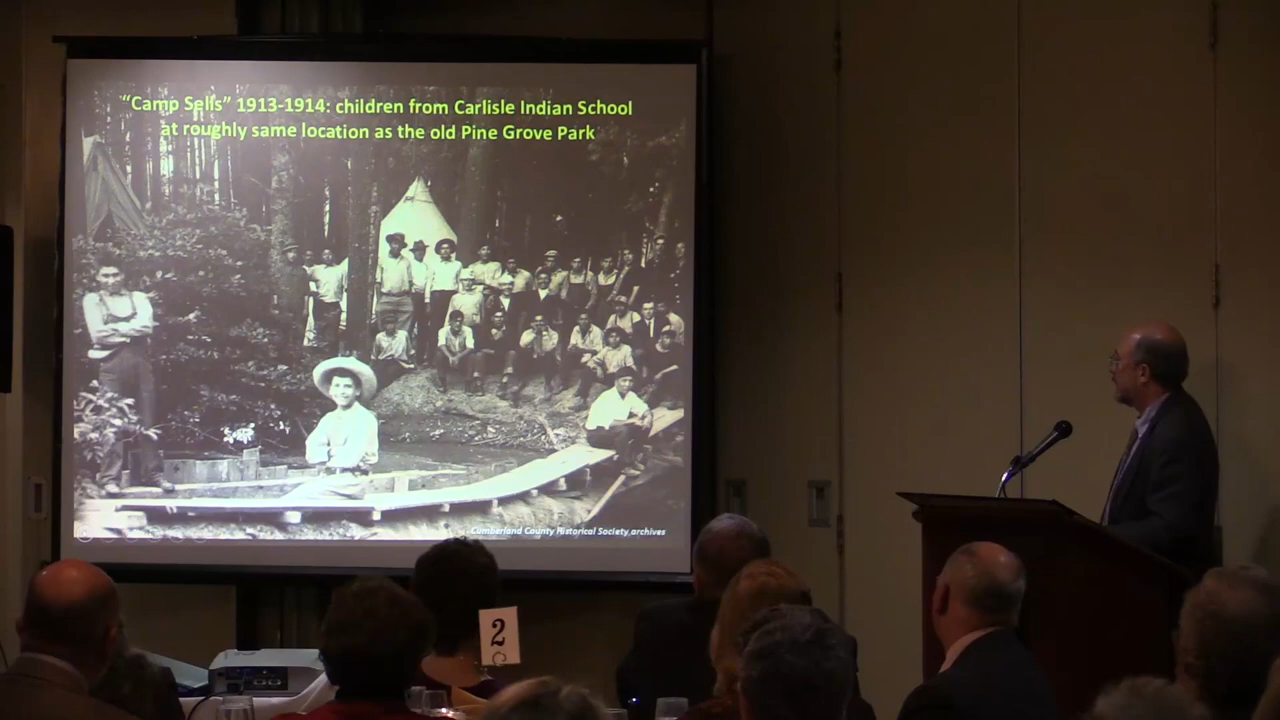 "Camp Sells" 1913-1914: children from Carlisle Indian School
at roughly same location as the old Pine Grove Park
Cumberland County Historical Society archives
2